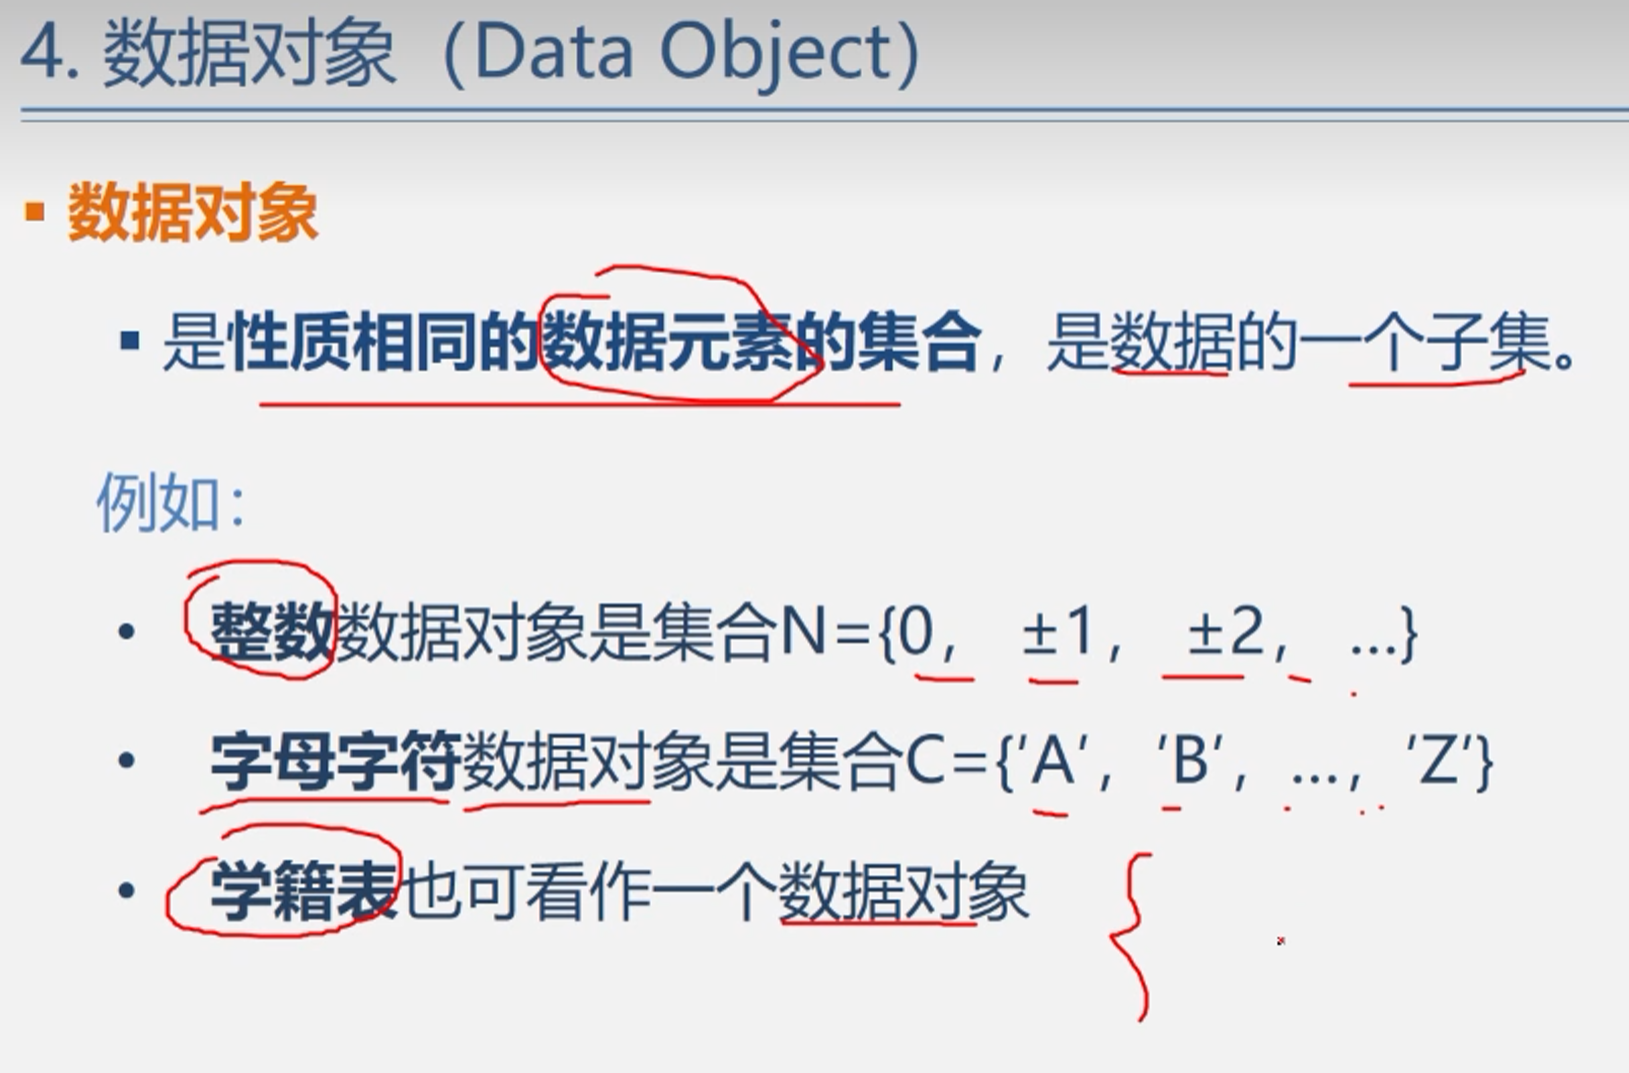 4. 数据对象（Data Object）
▪ 数据对象
▪ 是性质相同的数据元素的集合，是数据的一个子集。
例如：
• 整数数据对象是集合N={0， ±1， ±2， …}
• 字母字符数据对象是集合C={′A′，′B′，…，′Z′}
• 学籍表也可看作一个数据对象